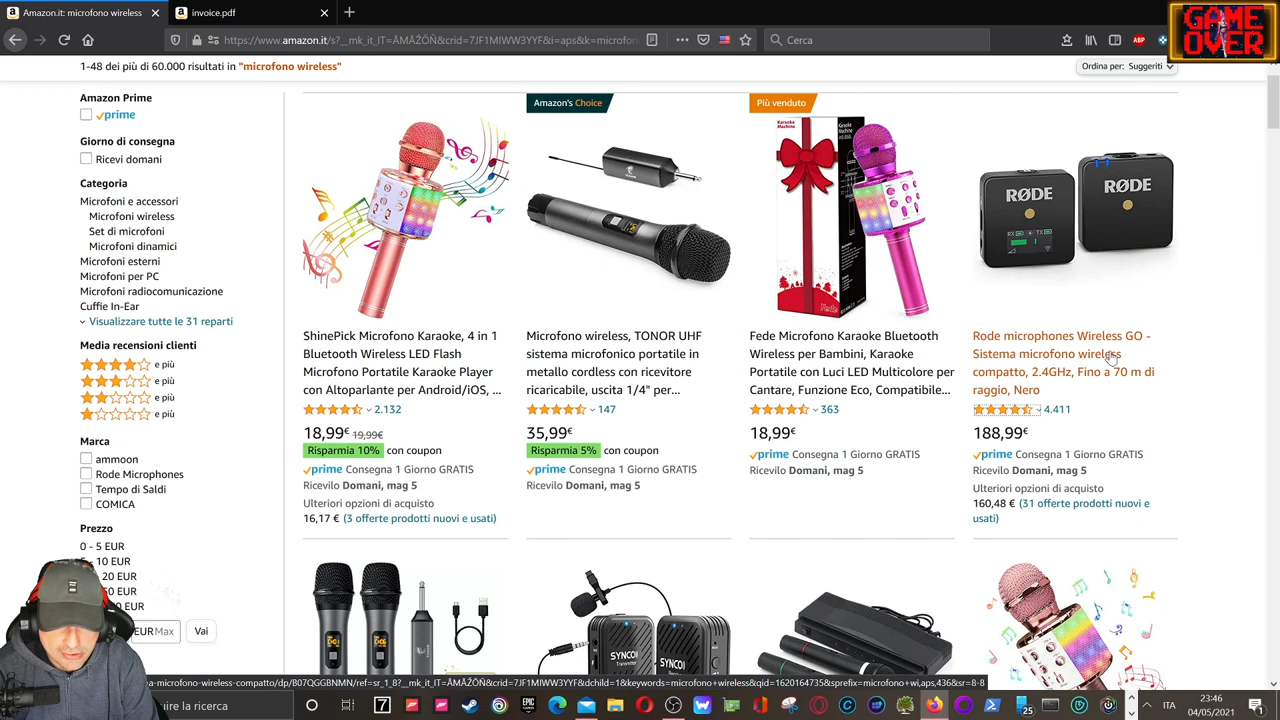 Amazon.it: microfono wireless
invoice.pdf
GAME OVER
Cerca
ABP
1-48 dei più di 60.000 risultati in "microfono wireless"
Ordina per: Suggeriti
Amazon Prime
prime
Giorno di consegna
Ricevi domani
Categoria
Microfoni e accessori
Microfoni wireless
Set di microfoni
Microfoni dinamici
Microfoni esterni
Microfoni per PC
Microfoni radiocomunicazione
Cuffie In-Ear
Visualizzare tutte le 31 reparti
Media recensioni clienti
e più
e più
e più
e più
Marca
ammoon
Rode Microphones
Tempo di Saldi
COMICA
Prezzo
0 - 5 EUR
10 EUR
20 EUR
EUR Max
Vai
ShinePick Microfono Karaoke, 4 in 1
Bluetooth Wireless LED Flash
Microfono Portatile Karaoke Player
con Altoparlante per Android/iOS, ...
2.132
18,99€ 19,99€
Risparmia 10% con coupon
prime Consegna 1 Giorno GRATIS
Ricevilo Domani, mag 5
Ulteriori opzioni di acquisto
16,17 € (3 offerte prodotti nuovi e usati)
Amazon's Choice
Microfono wireless, TONOR UHF
sistema microfonico portatile in
metallo cordless con ricevitore
ricaricabile, uscita 1/4" per...
147
35,99€
Risparmia 5% con coupon
prime Consegna 1 Giorno GRATIS
Ricevilo Domani, mag 5
Più venduto
Karaoke
Machine
Fede
Fede Microfono Karaoke Bluetooth
Wireless per Bambini, Karaoke
Portatile con Luci LED Multicolore per
Cantare, Funzione Eco, Compatibile...
363
18,99€
prime Consegna 1 Giorno GRATIS
Ricevilo Domani, mag 5
RØDE
RØDE
RX
TX
Rode microphones Wireless GO -
Sistema microfono wireless
compatto, 2.4GHz, Fino a 70 m di
raggio, Nero
4.411
188,99€
prime Consegna 1 Giorno GRATIS
Ricevilo Domani, mag 5
Ulteriori opzioni di acquisto
160,48 € (31 offerte prodotti nuovi e
usati)
SYNCO
SYNCO
ire la ricerca
ITA
23:46
04/05/2021